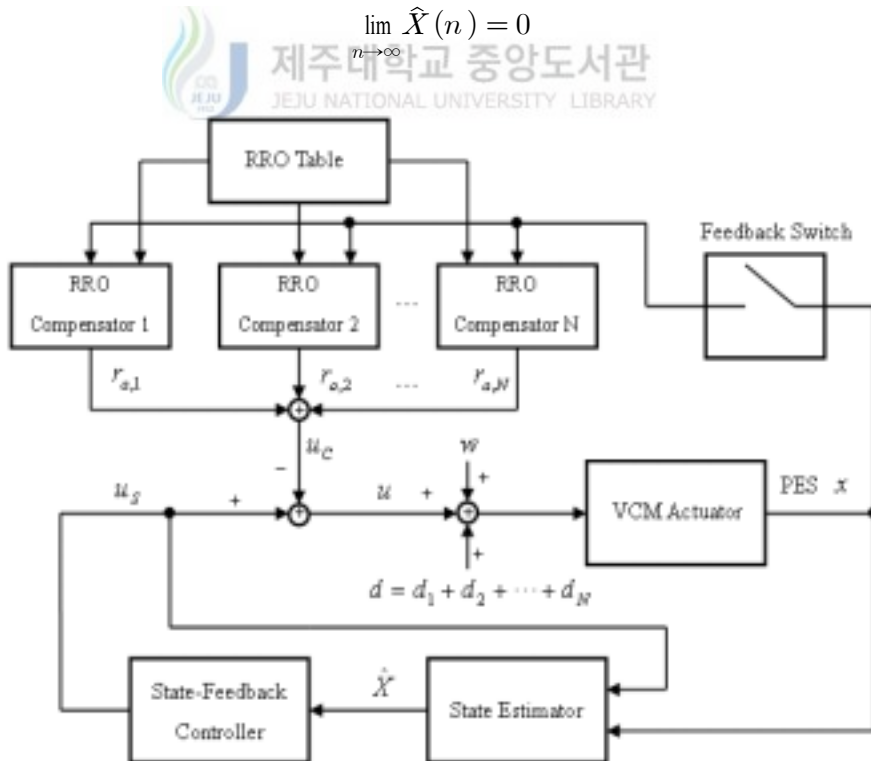 lim X̂(n) = 0
n→∞
제주대학교 중앙도서관
JEJU NATIONAL UNIVERSITY LIBRARY
JEJU
1952
RRO Table
Feedback Switch
RRO
Compensator 1
RRO
Compensator 2
...
RRO
Compensator N
r_{a,1}
r_{a,2}
...
r_{a,N}
+
u_C
−
w
+
u_S
+
+
u
+
+
VCM Actuator
PES x
+
d = d_1 + d_2 + ⋯ + d_N
State-Feedback
Controller
X̂
State Estimator